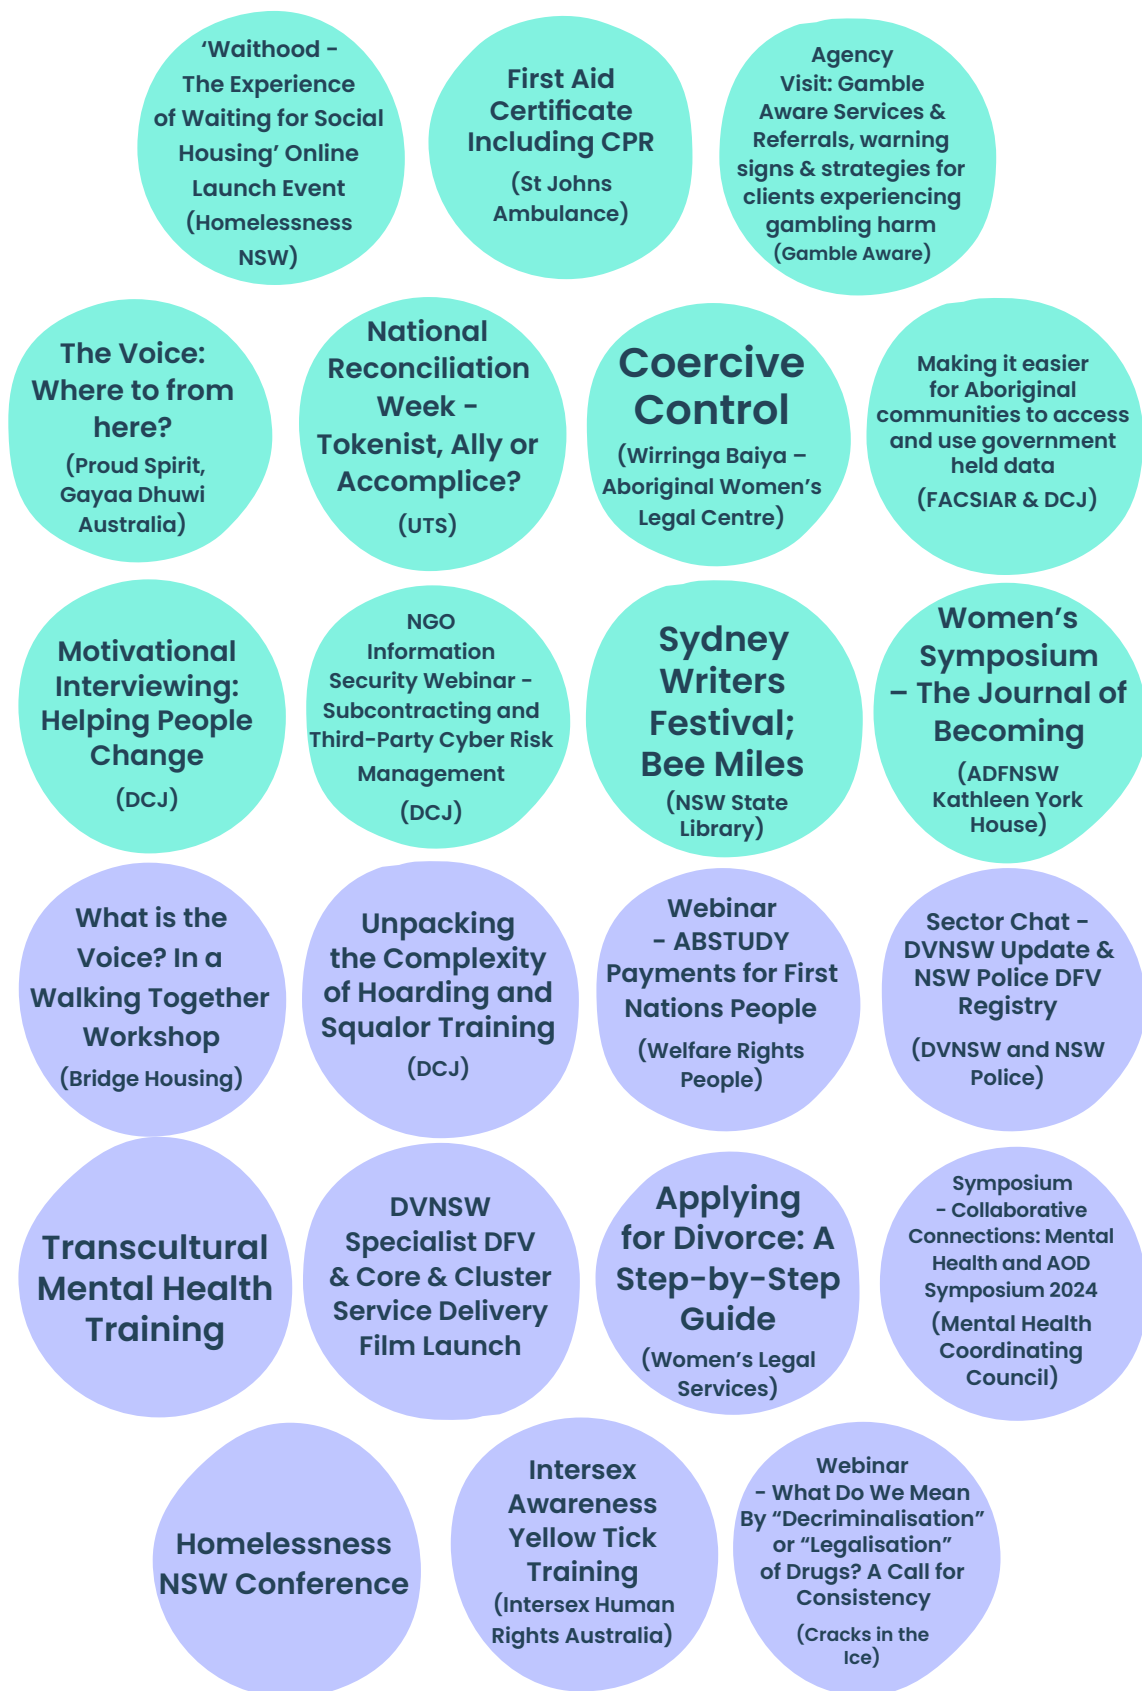 ‘Waithood -
The Experience
of Waiting for Social
Housing’ Online
Launch Event
(Homelessness
NSW)
First Aid
Certificate
Including CPR
(St Johns
Ambulance)
Agency
Visit: Gamble
Aware Services &
Referrals, warning
signs & strategies for
clients experiencing
gambling harm
(Gamble Aware)
The Voice:
Where to from
here?
(Proud Spirit,
Gayaa Dhuwi
Australia)
National
Reconciliation
Week -
Tokenist, Ally or
Accomplice?
(UTS)
Coercive
Control
(Wirringa Baiya –
Aboriginal Women’s
Legal Centre)
Making it easier
for Aboriginal
communities to access
and use government
held data
(FACSIAR & DCJ)
Motivational
Interviewing:
Helping People
Change
(DCJ)
NGO
Information
Security Webinar -
Subcontracting and
Third-Party Cyber Risk
Management
(DCJ)
Sydney
Writers
Festival;
Bee Miles
(NSW State
Library)
Women’s
Symposium
– The Journal of
Becoming
(ADFNSW
Kathleen York
House)
What is the
Voice? In a
Walking Together
Workshop
(Bridge Housing)
Unpacking
the Complexity
of Hoarding and
Squalor Training
(DCJ)
Webinar
- ABSTUDY
Payments for First
Nations People
(Welfare Rights
People)
Sector Chat -
DVNSW Update &
NSW Police DFV
Registry
(DVNSW and NSW
Police)
Transcultural
Mental Health
Training
DVNSW
Specialist DFV
& Core & Cluster
Service Delivery
Film Launch
Applying
for Divorce: A
Step-by-Step
Guide
(Women’s Legal
Services)
Symposium
- Collaborative
Connections: Mental
Health and AOD
Symposium 2024
(Mental Health
Coordinating
Council)
Homelessness
NSW Conference
Intersex
Awareness
Yellow Tick
Training
(Intersex Human
Rights Australia)
Webinar
- What Do We Mean
By “Decriminalisation”
or “Legalisation”
of Drugs? A Call for
Consistency
(Cracks in the
Ice)